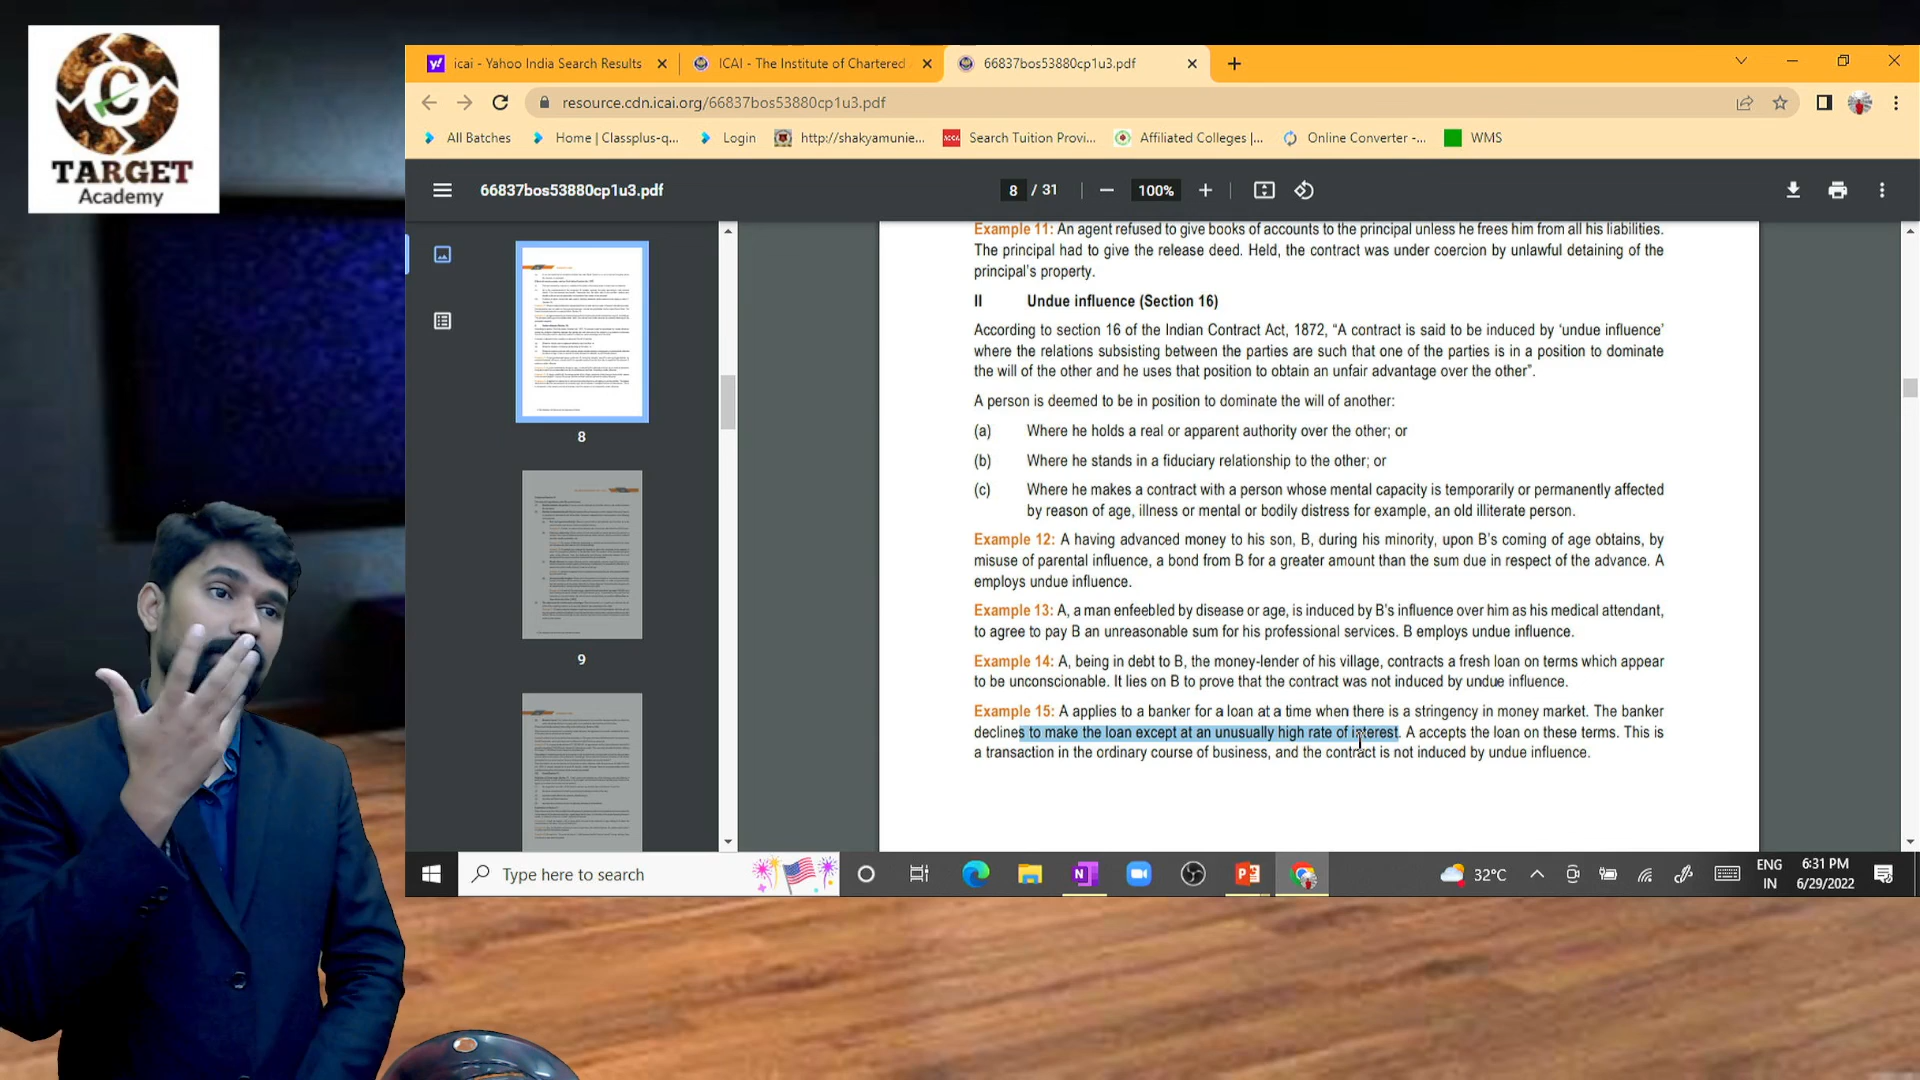 TARGET
Academy
icai - Yahoo India Search Results
ICAI - The Institute of Chartered
66837bos53880cp1u3.pdf
resource.cdn.icai.org/66837bos53880cp1u3.pdf
All Batches
Home | Classplus-q...
Login
http://shakyamunie...
Search Tuition Provi...
Affiliated Colleges |...
Online Converter -...
WMS
66837bos53880cp1u3.pdf
8 / 31
100%
Example 11: An agent refused to give books of accounts to the principal unless he frees him from all his liabilities.
The principal had to give the release deed. Held, the contract was under coercion by unlawful detaining of the
principal's property.
II Undue influence (Section 16)
According to section 16 of the Indian Contract Act, 1872, “A contract is said to be induced by ‘undue influence’
where the relations subsisting between the parties are such that one of the parties is in a position to dominate
the will of the other and he uses that position to obtain an unfair advantage over the other”.
A person is deemed to be in position to dominate the will of another:
(a) Where he holds a real or apparent authority over the other; or
(b) Where he stands in a fiduciary relationship to the other; or
(c) Where he makes a contract with a person whose mental capacity is temporarily or permanently affected
by reason of age, illness or mental or bodily distress for example, an old illiterate person.
Example 12: A having advanced money to his son, B, during his minority, upon B's coming of age obtains, by
misuse of parental influence, a bond from B for a greater amount than the sum due in respect of the advance. A
employs undue influence.
Example 13: A, a man enfeebled by disease or age, is induced by B's influence over him as his medical attendant,
to agree to pay B an unreasonable sum for his professional services. B employs undue influence.
Example 14: A, being in debt to B, the money-lender of his village, contracts a fresh loan on terms which appear
to be unconscionable. It lies on B to prove that the contract was not induced by undue influence.
Example 15: A applies to a banker for a loan at a time when there is a stringency in money market. The banker
declines to make the loan except at an unusually high rate of interest. A accepts the loan on these terms. This is
a transaction in the ordinary course of business, and the contract is not induced by undue influence.
8
9
Type here to search
32°C
ENG
IN
6:31 PM
6/29/2022